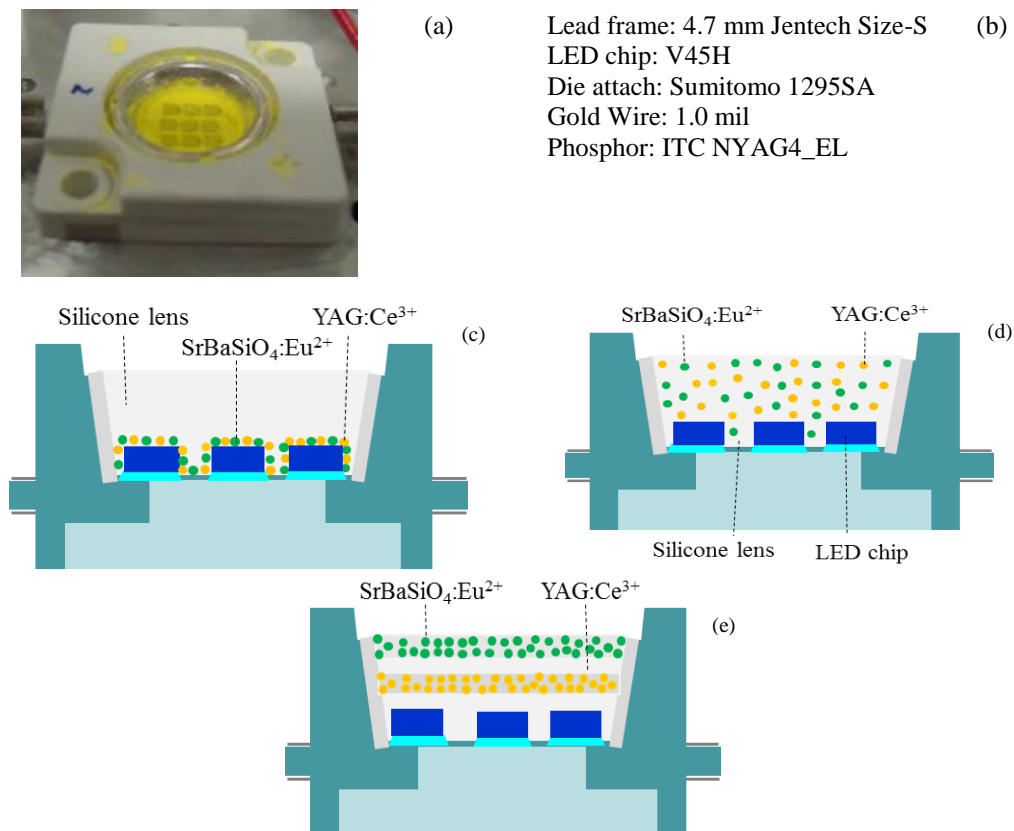 (a)
Lead frame: 4.7 mm Jentech Size-S (b)
LED chip: V45H
Die attach: Sumitomo 1295SA
Gold Wire: 1.0 mil
Phosphor: ITC NYAG4_EL
Silicone lens YAG:Ce³⁺ (c)
SrBaSiO₄:Eu²⁺
SrBaSiO₄:Eu²⁺ YAG:Ce³⁺ (d)
Silicone lens LED chip
SrBaSiO₄:Eu²⁺ YAG:Ce³⁺
(e)